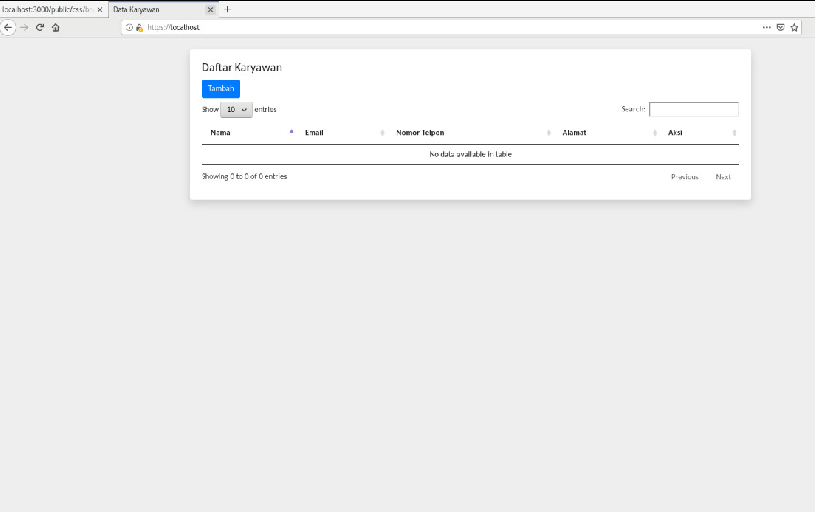 localhost:3000/public/css/b
Data Karyawan
https://localhost
Daftar Karyawan
Tambah
Show 10 entries Search:
Nama Email Nomor Telpon Alamat Aksi
No data available in table
Showing 0 to 0 of 0 entries Previous Next